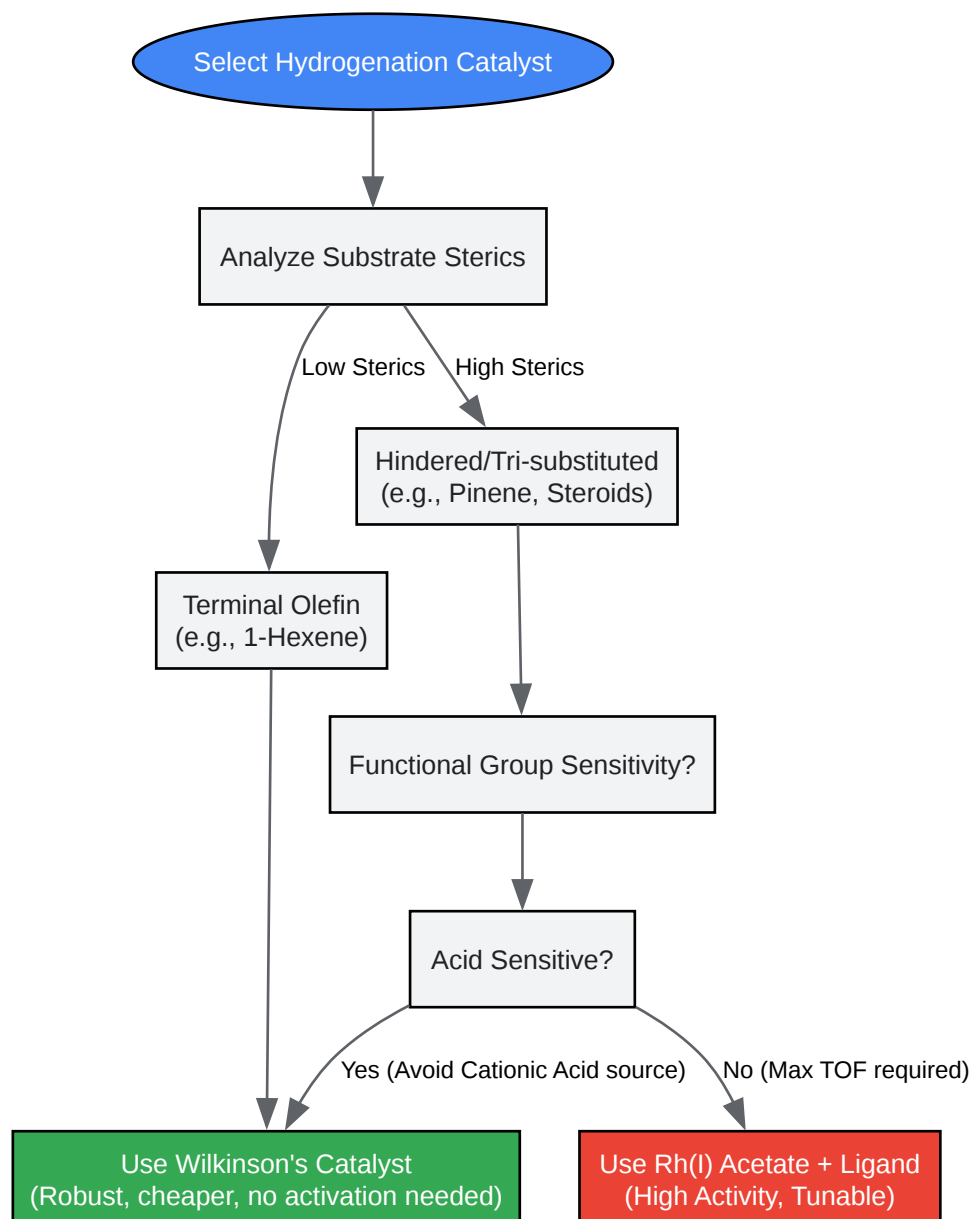 Select Hydrogenation Catalyst
Analyze Substrate Sterics
Low Sterics
High Sterics
Hindered/Tri-substituted
(e.g., Pinene, Steroids)
Terminal Olefin
(e.g., 1-Hexene)
Functional Group Sensitivity?
Acid Sensitive?
Yes (Avoid Cationic Acid source)
No (Max TOF required)
Use Wilkinson's Catalyst
(Robust, cheaper, no activation needed)
Use Rh(I) Acetate + Ligand
(High Activity, Tunable)